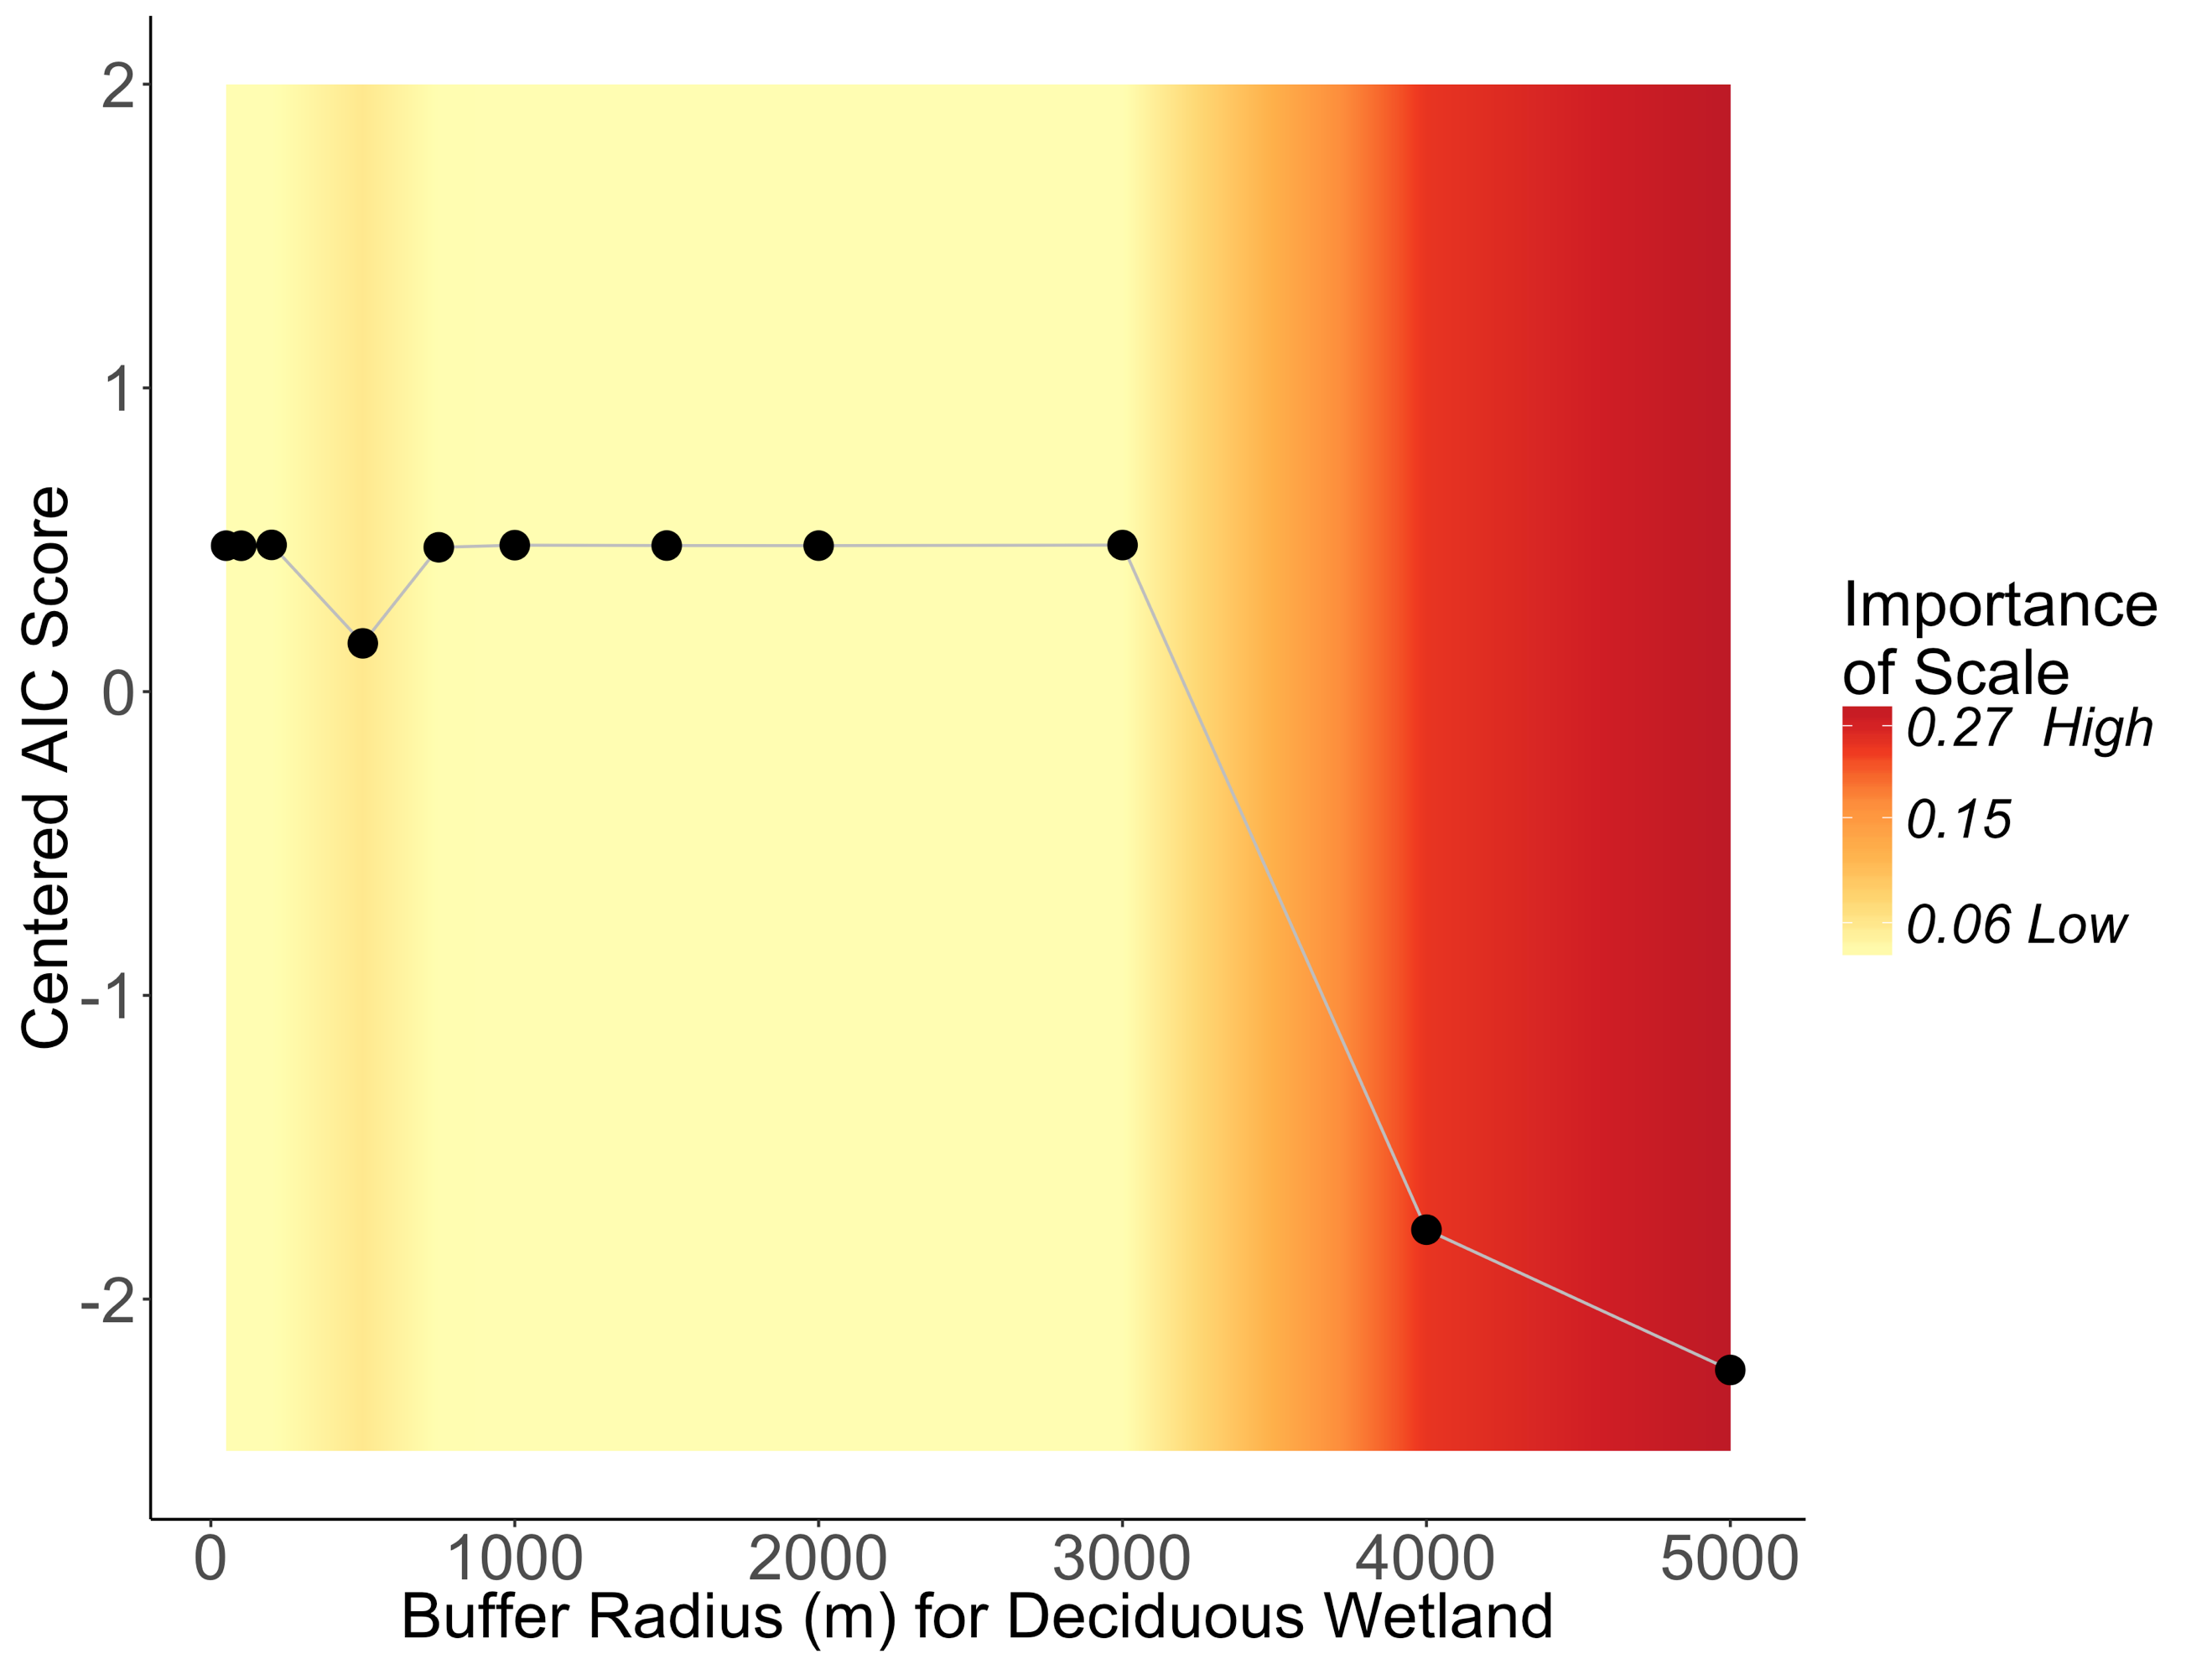 Centered AIC Score
2
1
0
-1
-2
0 1000 2000 3000 4000 5000
Buffer Radius (m) for Deciduous Wetland
Importance
of Scale
0.27 High
0.15
0.06 Low